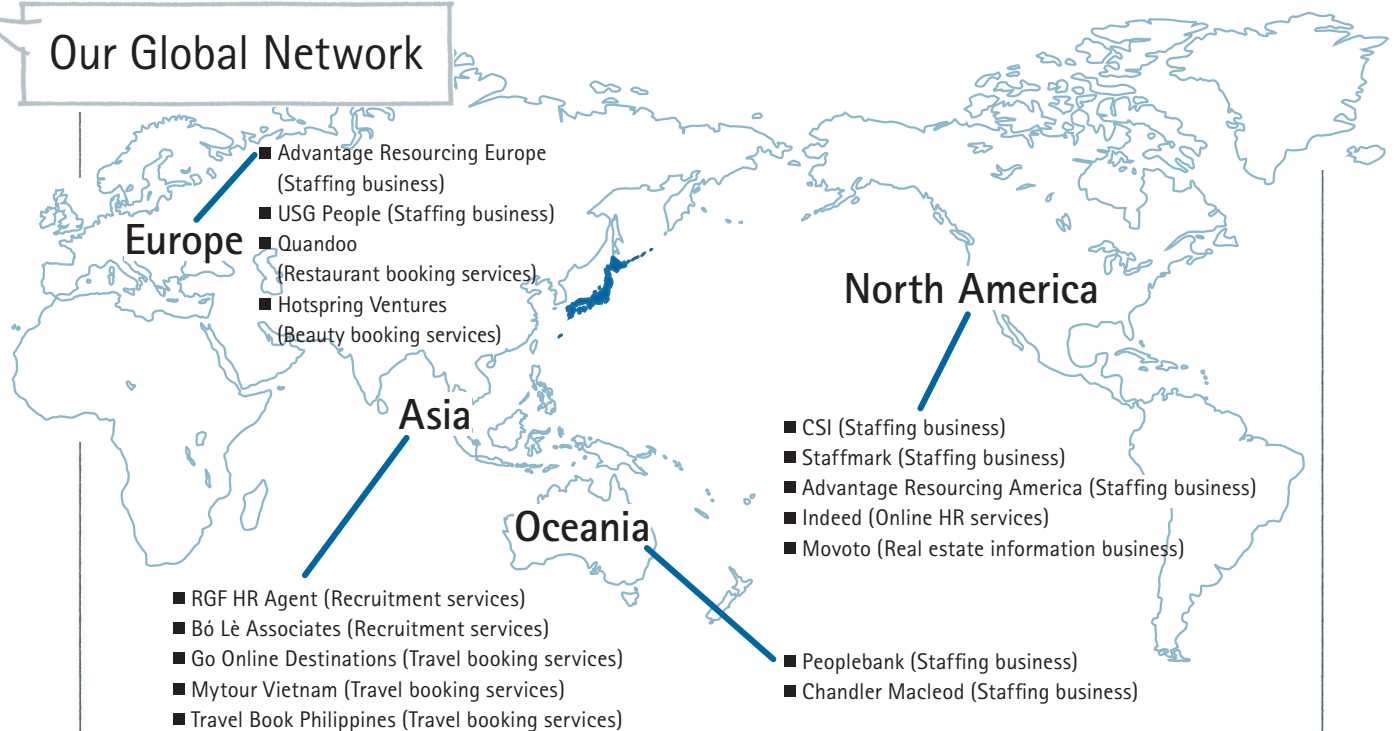 Our Global Network
Europe
■ Advantage Resourcing Europe
(Staffing business)
■ USG People (Staffing business)
■ Quandoo
(Restaurant booking services)
■ Hotspring Ventures
(Beauty booking services)
North America
■ CSI (Staffing business)
■ Staffmark (Staffing business)
■ Advantage Resourcing America (Staffing business)
■ Indeed (Online HR services)
■ Movoto (Real estate information business)
Asia
■ RGF HR Agent (Recruitment services)
■ Bó Lè Associates (Recruitment services)
■ Go Online Destinations (Travel booking services)
■ Mytour Vietnam (Travel booking services)
■ Travel Book Philippines (Travel booking services)
Oceania
■ Peoplebank (Staffing business)
■ Chandler Macleod (Staffing business)